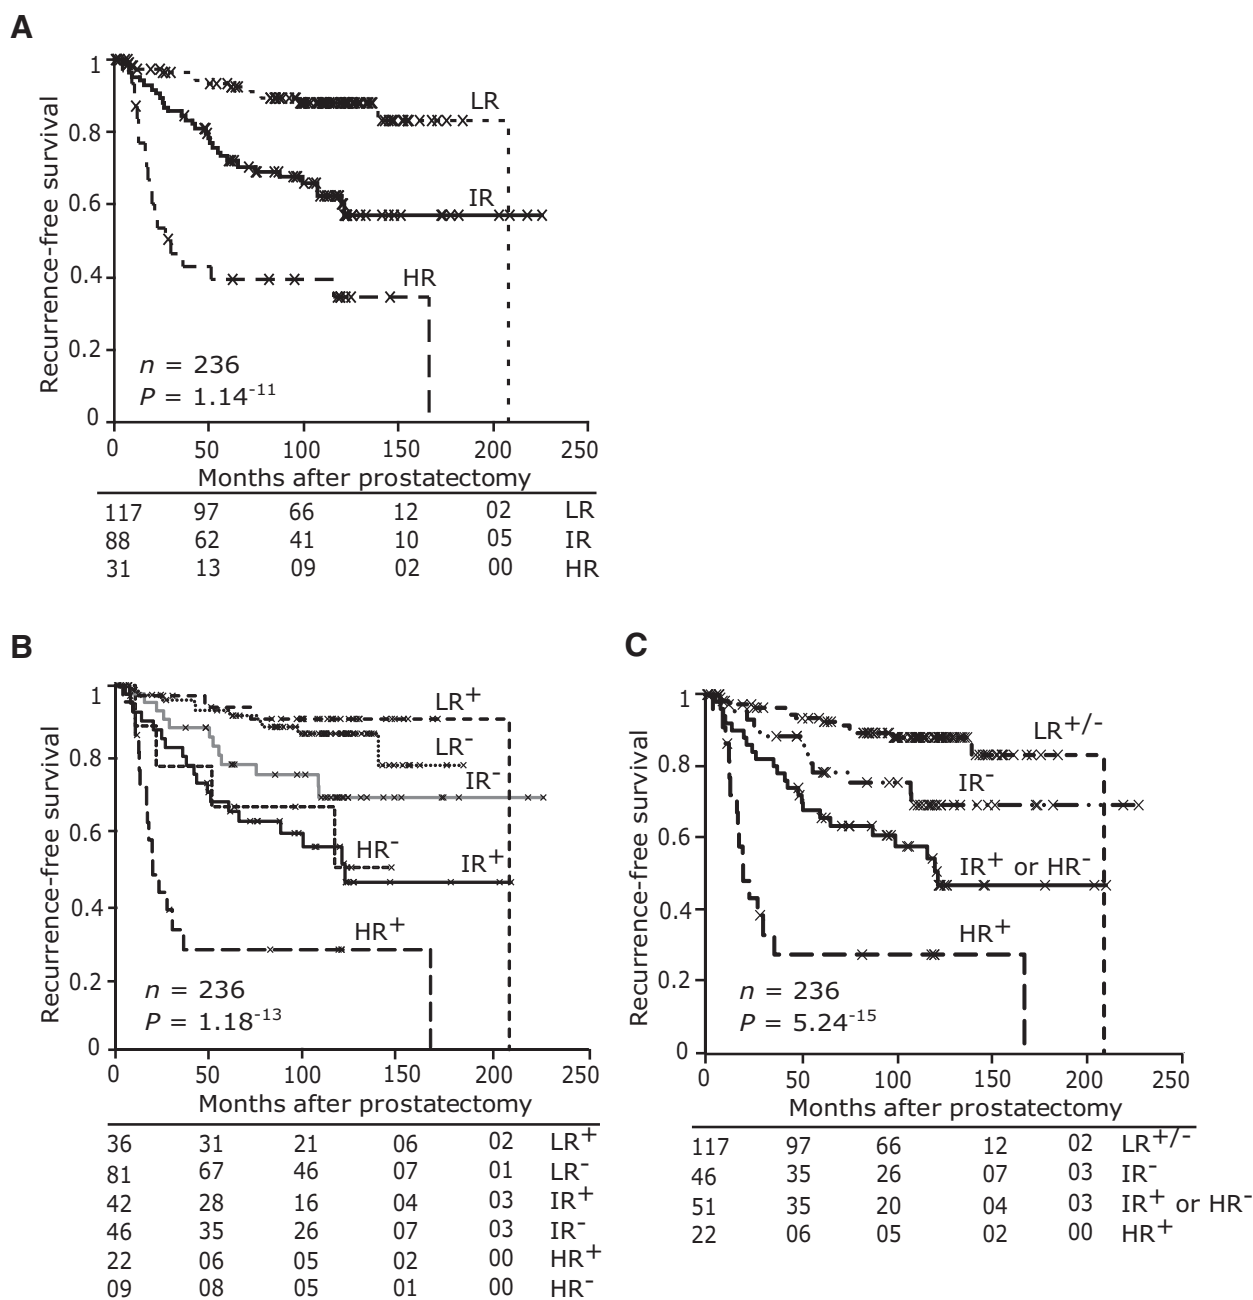 A
Recurrence-free survival
1
0.8
0.6
0.4
0.2
0
LR
IR
HR
n = 236
P = 1.14-11
0 50 100 150 200 250
Months after prostatectomy
117 97 66 12 02 LR
88 62 41 10 05 IR
31 13 09 02 00 HR
B
Recurrence-free survival
1
0.8
0.6
0.4
0.2
0
LR+
LR-
IR-
HR-
IR+
HR+
n = 236
P = 1.18-13
0 50 100 150 200 250
Months after prostatectomy
36 31 21 06 02 LR+
81 67 46 07 01 LR-
42 28 16 04 03 IR+
46 35 26 07 03 IR-
22 06 05 02 00 HR+
09 08 05 01 00 HR-
C
Recurrence-free survival
1
0.8
0.6
0.4
0.2
0
LR+/-
IR-
IR+ or HR-
HR+
n = 236
P = 5.24-15
0 50 100 150 200 250
Months after prostatectomy
117 97 66 12 02 LR+/-
46 35 26 07 03 IR-
51 35 20 04 03 IR+ or HR-
22 06 05 02 00 HR+